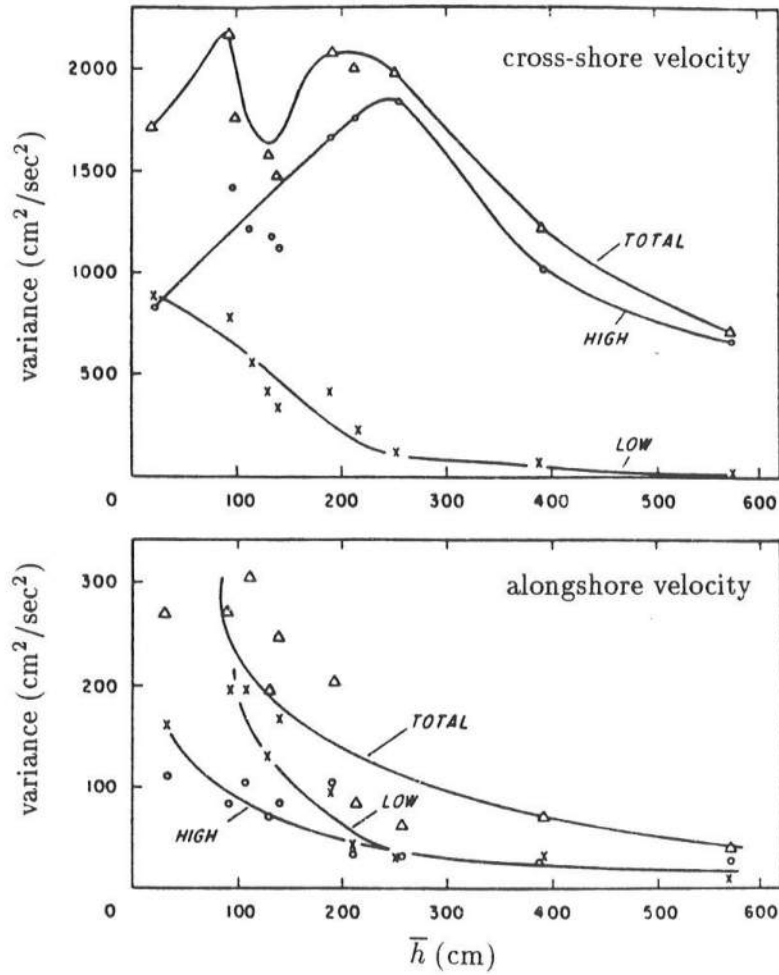 cross-shore velocity
variance (cm²/sec²)
2000
1500
1000
500
TOTAL
HIGH
LOW
0 100 200 300 400 500 600
alongshore velocity
variance (cm²/sec²)
300
200
100
TOTAL
LOW
HIGH
0 100 200 300 400 500 600
h̅ (cm)